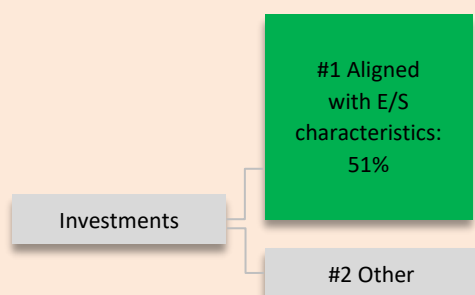 #1 Aligned
with E/S
characteristics:
51%
Investments
#2 Other